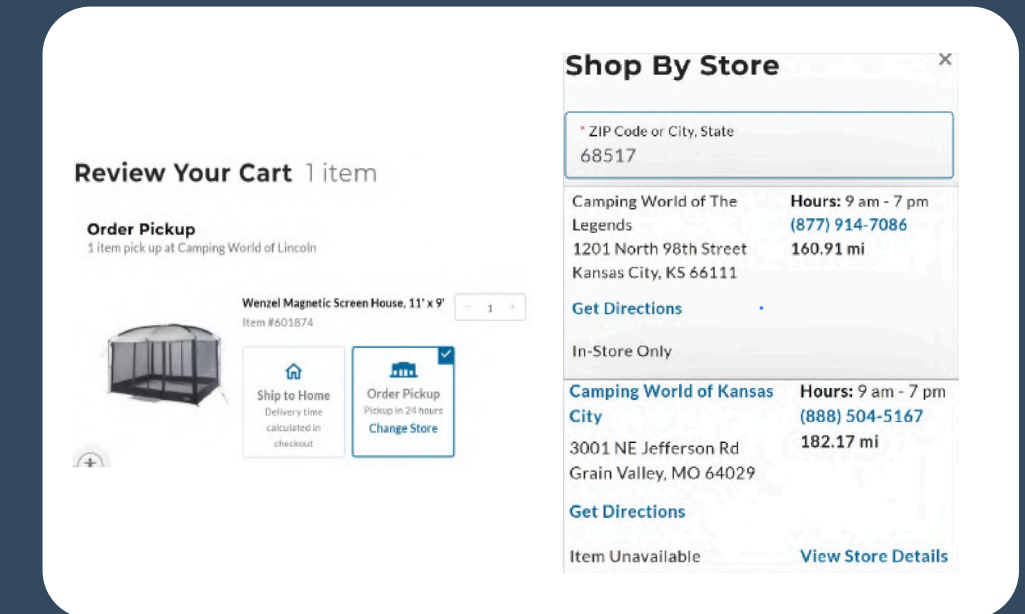 Review Your Cart 1 item
Order Pickup
1 item pick up at Camping World of Lincoln
Wenzel Magnetic Screen House, 11' x 9'
- 1 +
Item #601874
Ship to Home
Delivery time
calculated in
checkout
Order Pickup
Pickup in 24 hours
Change Store
Shop By Store
* ZIP Code or City, State
68517
Camping World of The
Legends
1201 North 98th Street
Kansas City, KS 66111
Hours: 9 am - 7 pm
(877) 914-7086
160.91 mi
Get Directions
In-Store Only
Camping World of Kansas
City
3001 NE Jefferson Rd
Grain Valley, MO 64029
Hours: 9 am - 7 pm
(888) 504-5167
182.17 mi
Get Directions
Item Unavailable
View Store Details